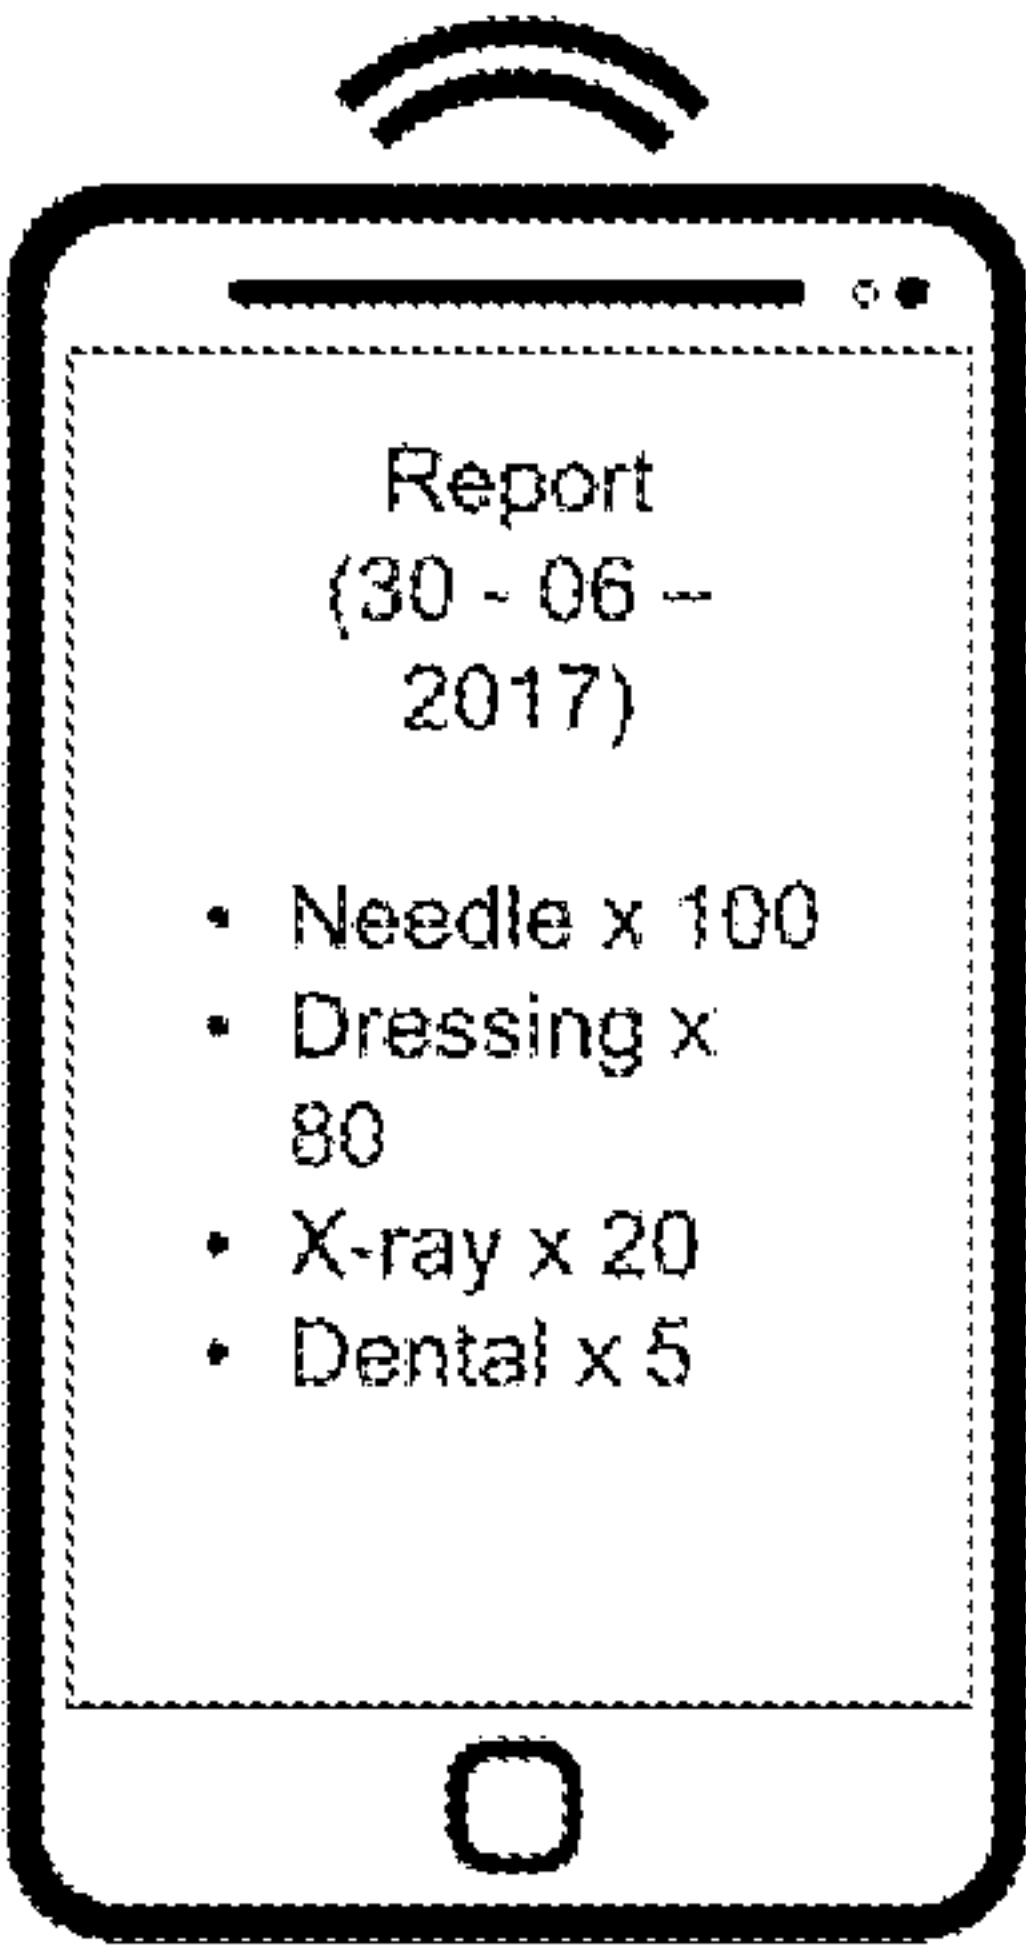 Report
(30 - 06 –
2017)
• Needle x 100
• Dressing x
80
• X-ray x 20
• Dental x 5